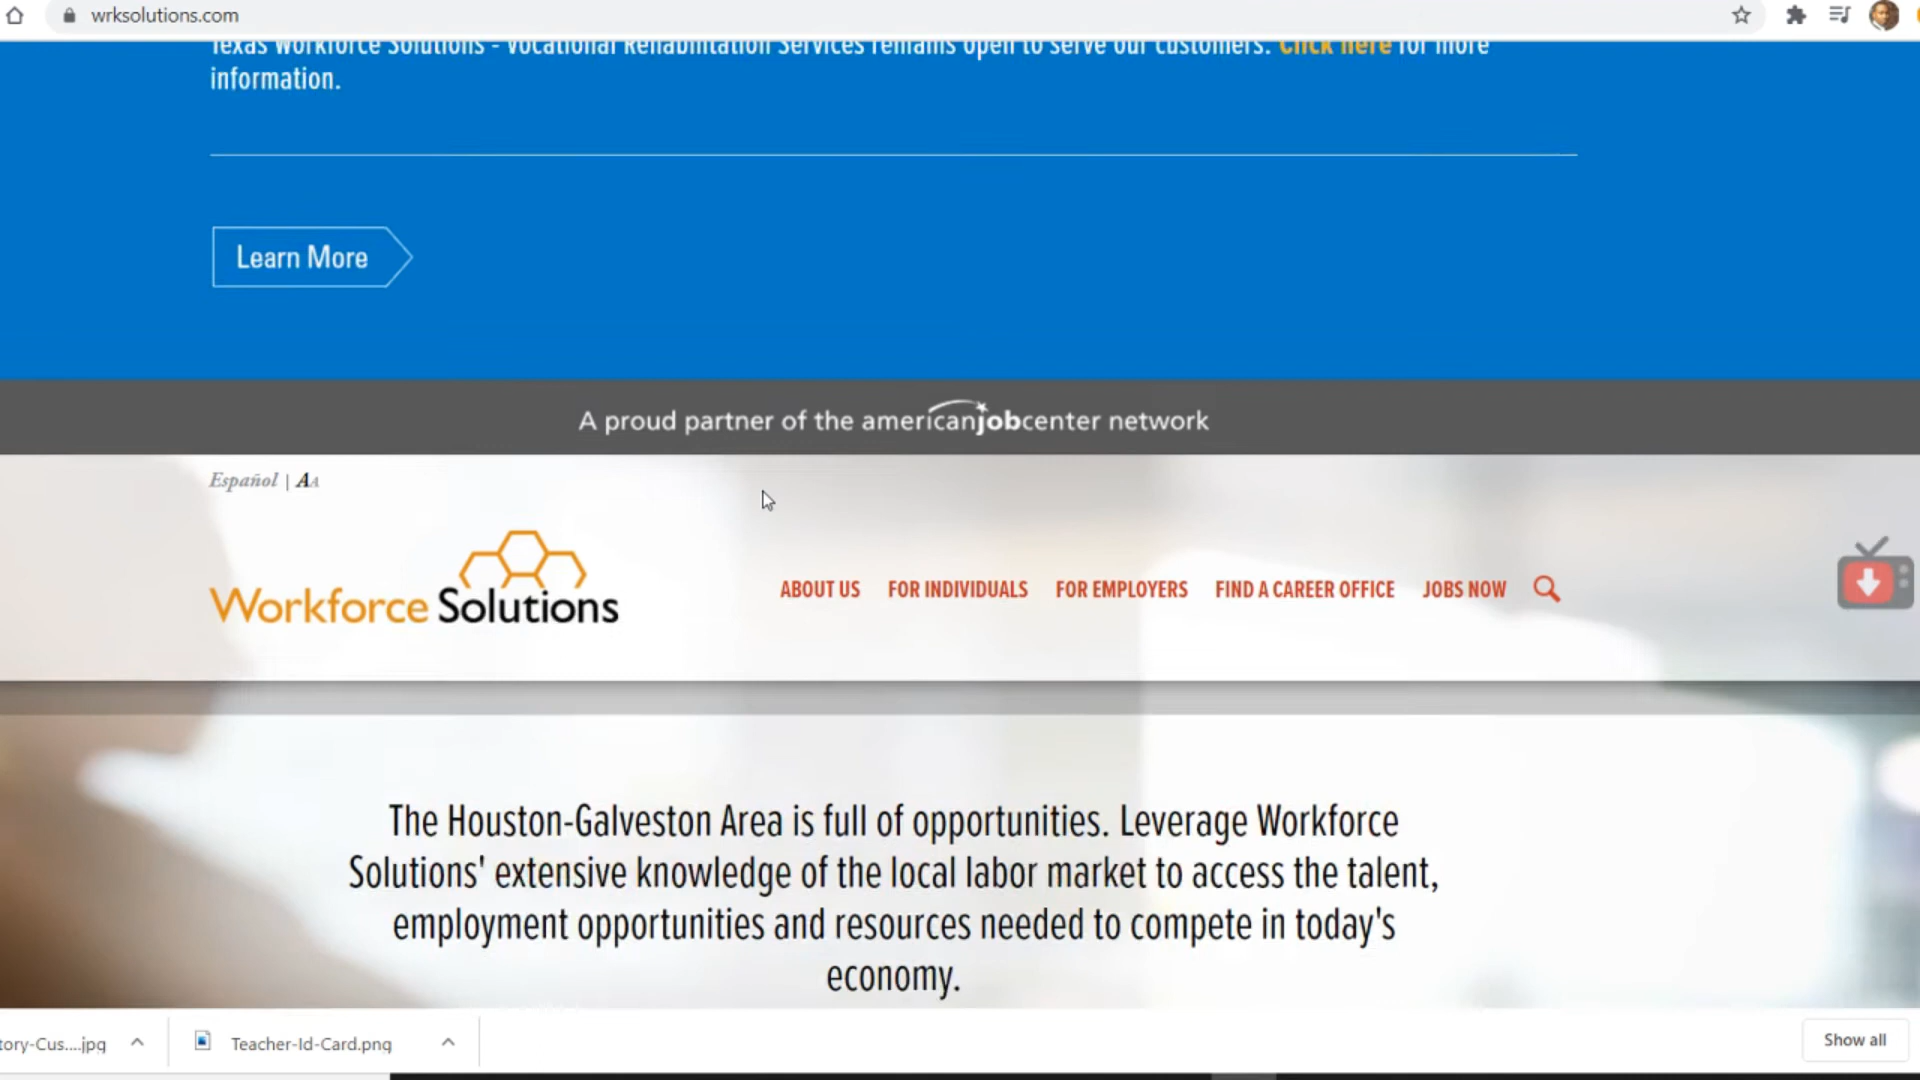 wrksolutions.com
Texas Workforce Solutions - Vocational Rehabilitation Services remains open to serve our customers. Click here for more
information.
Learn More
A proud partner of the americanjobcenter network
Español | AA
Workforce Solutions
ABOUT US FOR INDIVIDUALS FOR EMPLOYERS FIND A CAREER OFFICE JOBS NOW
The Houston-Galveston Area is full of opportunities. Leverage Workforce
Solutions' extensive knowledge of the local labor market to access the talent,
employment opportunities and resources needed to compete in today's
economy.
tory-Cus....jpg Teacher-Id-Card.png Show all